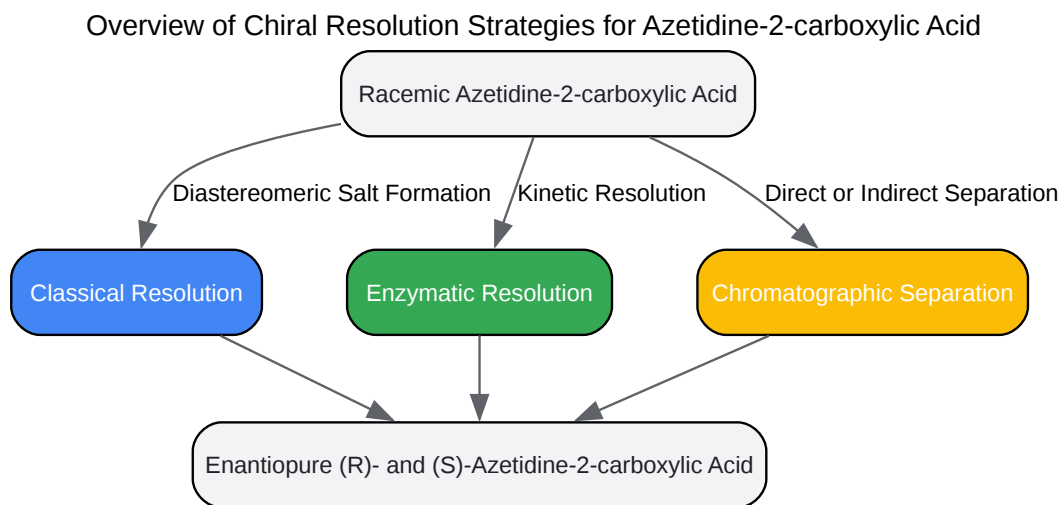 Overview of Chiral Resolution Strategies for Azetidine-2-carboxylic Acid
Racemic Azetidine-2-carboxylic Acid
Diastereomeric Salt Formation
Kinetic Resolution
Direct or Indirect Separation
Classical Resolution
Enzymatic Resolution
Chromatographic Separation
Enantiopure (R)- and (S)-Azetidine-2-carboxylic Acid